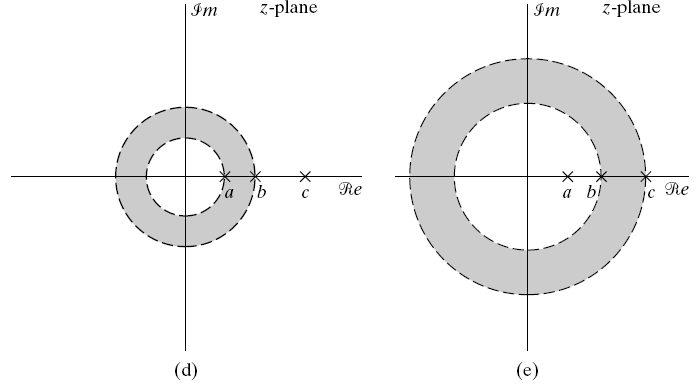 ℐm z-plane
a b c ℛe
(d)
ℐm z-plane
a b c ℛe
(e)